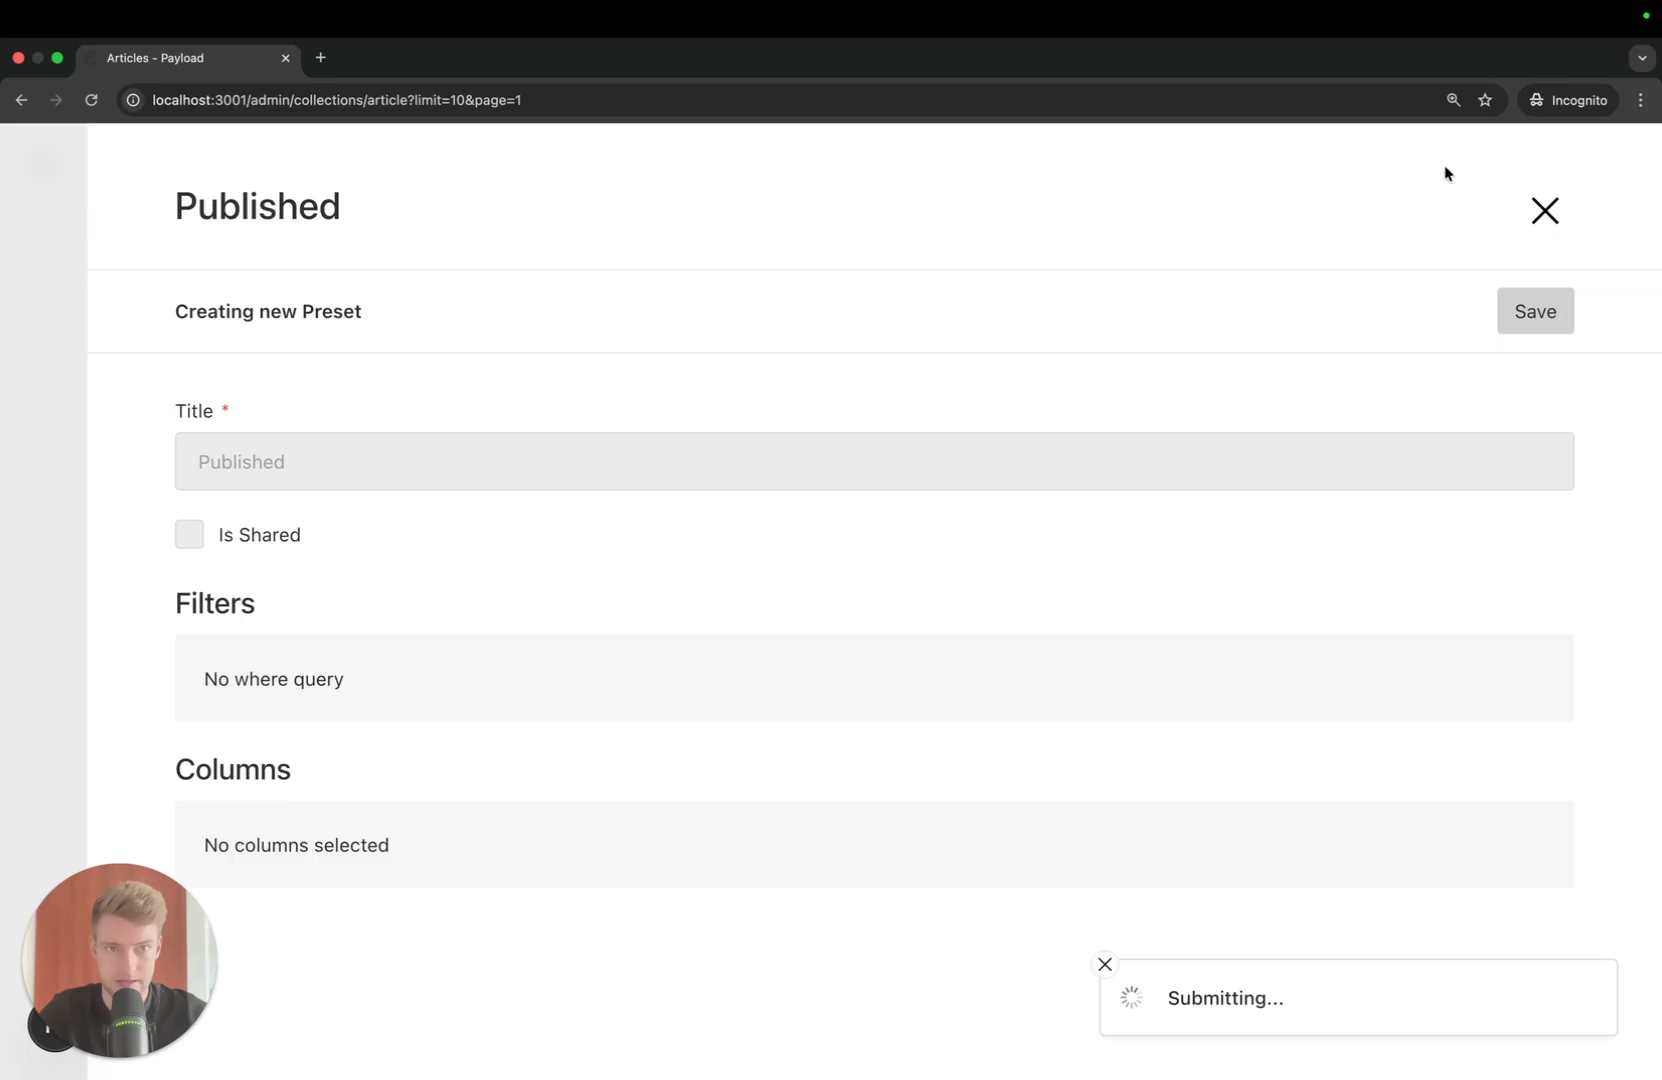 Articles - Payload
localhost:3001/admin/collections/article?limit=10&page=1
Incognito
Published
Creating new Preset
Save
Title *
Published
Is Shared
Filters
No where query
Columns
No columns selected
Submitting...